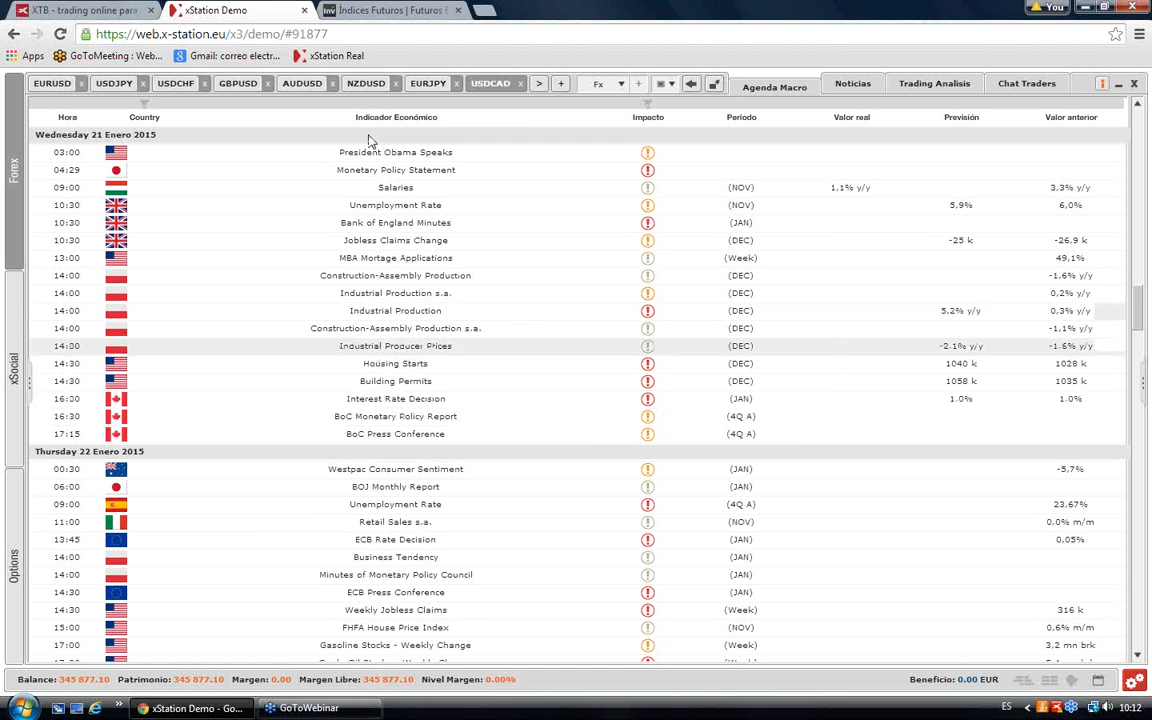 XTB - trading online para
xStation Demo
Índices Futuros | Futuros E
You
https://web.x-station.eu/x3/demo/#91877
Apps GoToMeeting : Web... Gmail: correo electr... xStation Real
EURUSD USDJPY USDCHF GBPUSD AUDUSD NZDUSD EURJPY USDCAD > + Fx + Agenda Macro Noticias Trading Analisis Chat Traders
Hora Country Indicador Económico Impacto Período Valor real Previsión Valor anterior
Wednesday 21 Enero 2015
03:00 President Obama Speaks
04:29 Monetary Policy Statement
09:00 Salaries (NOV) 1,1% y/y 3,3% y/y
10:30 Unemployment Rate (NOV) 5,9% 6,0%
10:30 Bank of England Minutes (JAN)
10:30 Jobless Claims Change (DEC) -25 k -26,9 k
13:00 MBA Mortage Applications (Week) 49,1%
14:00 Construction-Assembly Production (DEC) -1,6% y/y
14:00 Industrial Production s.a. (DEC) 0,2% y/y
14:00 Industrial Production (DEC) 5,2% y/y 0,3% y/y
14:00 Construction-Assembly Production s.a. (DEC) -1,1% y/y
14:00 Industrial Producer Prices (DEC) -2.1% y/y -1.6% y/y
14:30 Housing Starts (DEC) 1040 k 1028 k
14:30 Building Permits (DEC) 1058 k 1035 k
16:00 Interest Rate Decision (JAN) 1.0% 1.0%
16:30 BoC Monetary Policy Report (4Q A)
17:15 BoC Press Conference (4Q A)
Thursday 22 Enero 2015
00:30 Westpac Consumer Sentiment (JAN) -5,7%
06:00 BOJ Monthly Report (JAN)
09:00 Unemployment Rate (4Q A) 23,67%
11:00 Retail Sales s.a. (NOV) 0,0% m/m
13:45 ECB Rate Decision (JAN) 0,05%
14:00 Business Tendency (JAN)
14:00 Minutes of Monetary Policy Council (JAN)
14:30 ECB Press Conference (JAN)
14:30 Weekly Jobless Claims (Week) 316 k
15:00 FHFA House Price Index (NOV) 0,6% m/m
17:00 Gasoline Stocks - Weekly Change (Week) 3,2 mn brk
Forex
xSocial
Options
Balance: 345 877.10 Patrimonio: 345 877.10 Margen: 0.00 Margen Libre: 345 877.10 Nivel Margen: 0.00% Beneficio: 0.00 EUR
xStation Demo - Go... GoToWebinar ES 10:12